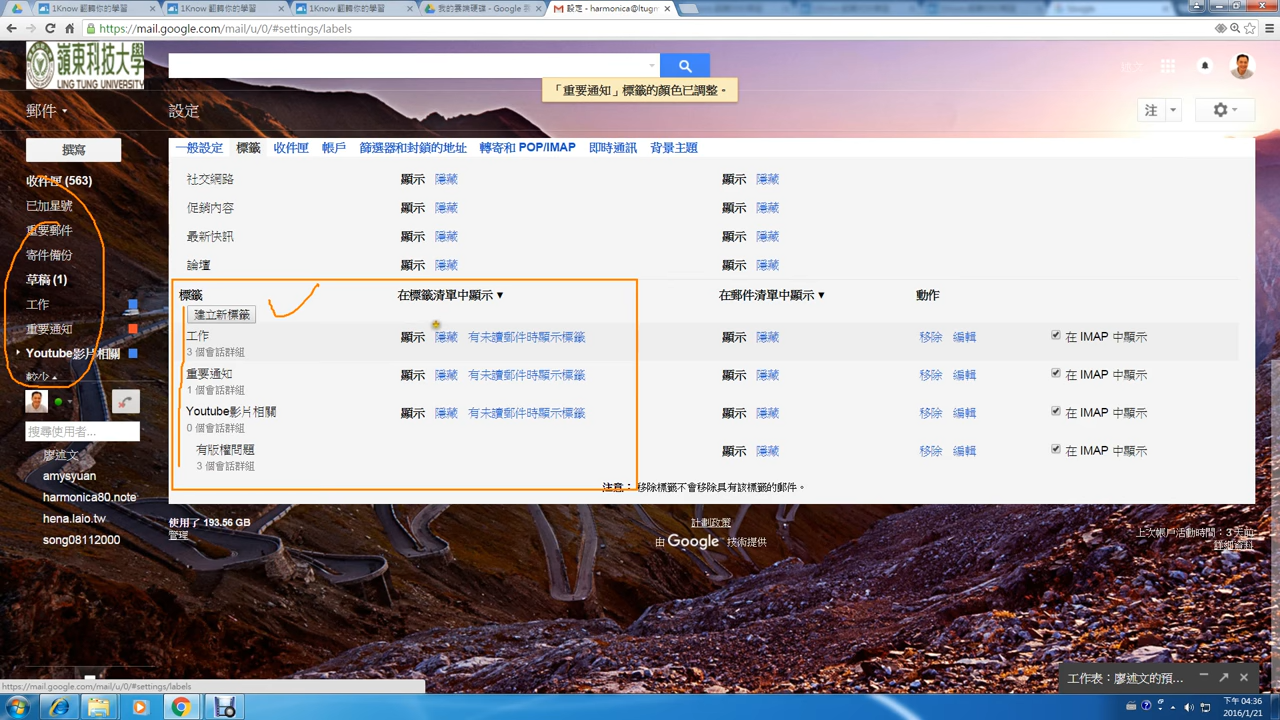 1Know 翻轉你的學習
1Know 翻轉你的學習
1Know 翻轉你的學習
我的雲端硬碟 - Google
設定 - harmonica@ltugm
https://mail.google.com/mail/u/0/#settings/labels
嶺東科技大學
LING TUNG UNIVERSITY
「重要通知」標籤的顏色已調整。
郵件
設定
注
撰寫
一般設定 標籤 收件匣 帳戶 篩選器和封鎖的地址 轉寄和 POP/IMAP 即時通訊 背景主題
收件匣 (563)
已加星號
重要郵件
寄件備份
草稿 (1)
工作
重要通知
Youtube影片相關
較少
搜尋使用者...
廖述文
amysyuan
harmonica80.note
hena.laio.tw
song08112000
社交網路 顯示 隱藏 顯示 隱藏
促銷內容 顯示 隱藏 顯示 隱藏
最新快訊 顯示 隱藏 顯示 隱藏
論壇 顯示 隱藏 顯示 隱藏
標籤 在標籤清單中顯示 ▼ 在郵件清單中顯示 ▼ 動作
建立新標籤
工作 顯示 隱藏 有未讀郵件時顯示標籤 顯示 隱藏 移除 編輯 在 IMAP 中顯示
3 個會話群組
重要通知 顯示 隱藏 有未讀郵件時顯示標籤 顯示 隱藏 移除 編輯 在 IMAP 中顯示
1 個會話群組
Youtube影片相關 顯示 隱藏 有未讀郵件時顯示標籤 顯示 隱藏 移除 編輯 在 IMAP 中顯示
0 個會話群組
有版權問題 顯示 隱藏 移除 編輯 在 IMAP 中顯示
3 個會話群組
注意： 移除標籤不會移除具有該標籤的郵件。
使用了 193.56 GB
管理
計劃政策
由 Google 技術提供
上次帳戶活動時間：3 天前
詳細資料
https://mail.google.com/mail/u/0/#settings/labels
工作表：廖述文的預...
下午 04:36
2016/1/21